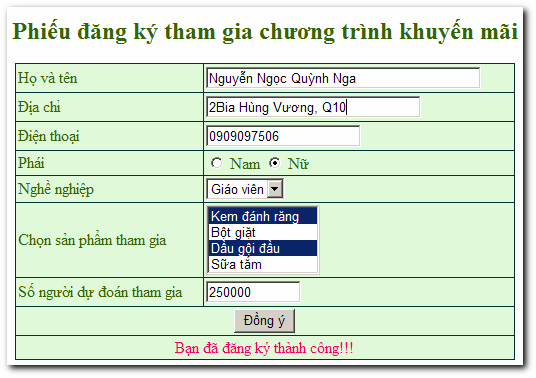 Phiếu đăng ký tham gia chương trình khuyến mãi
Họ và tên Nguyễn Ngọc Quỳnh Nga
Địa chỉ 2Bia Hùng Vương, Q10
Điện thoại 0909097506
Phái Nam Nữ
Nghề nghiệp Giáo viên
Chọn sản phẩm tham gia
Kem đánh răng
Bột giặt
Dầu gội đầu
Sữa tắm
Số người dự đoán tham gia 250000
Đồng ý
Bạn đã đăng ký thành công!!!